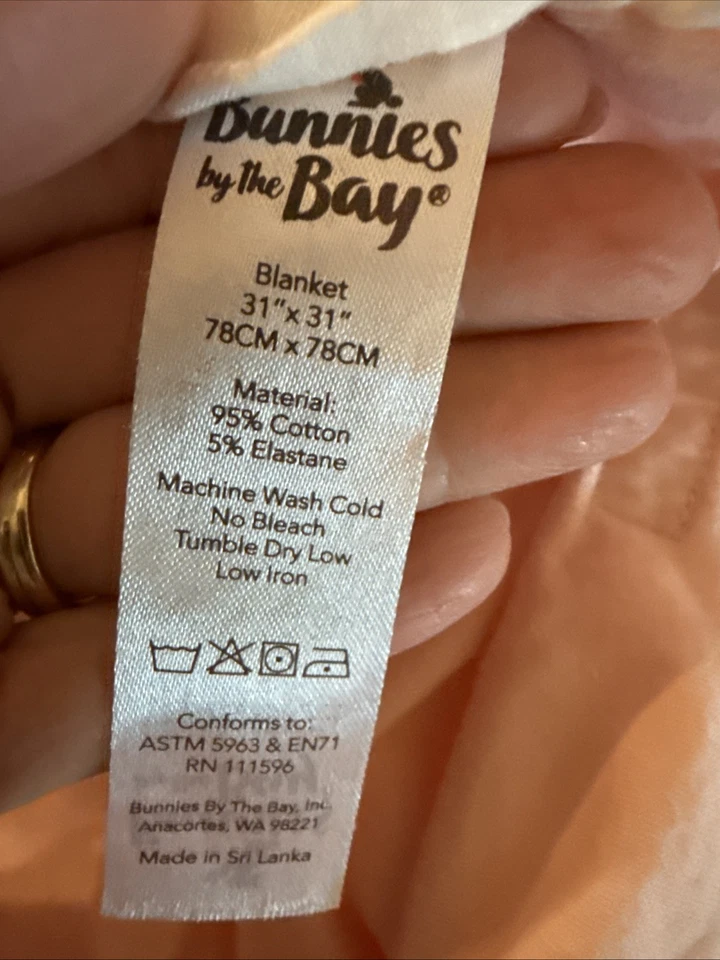 Bunnies
by the Bay®
Blanket
31"x 31"
78CM x 78CM
Material:
95% Cotton
5% Elastane
Machine Wash Cold
No Bleach
Tumble Dry Low
Low Iron
Conforms to:
ASTM 5963 & EN71
RN 111596
Bunnies By The Bay, Inc.
Anacortes, WA 98221
Made in Sri Lanka